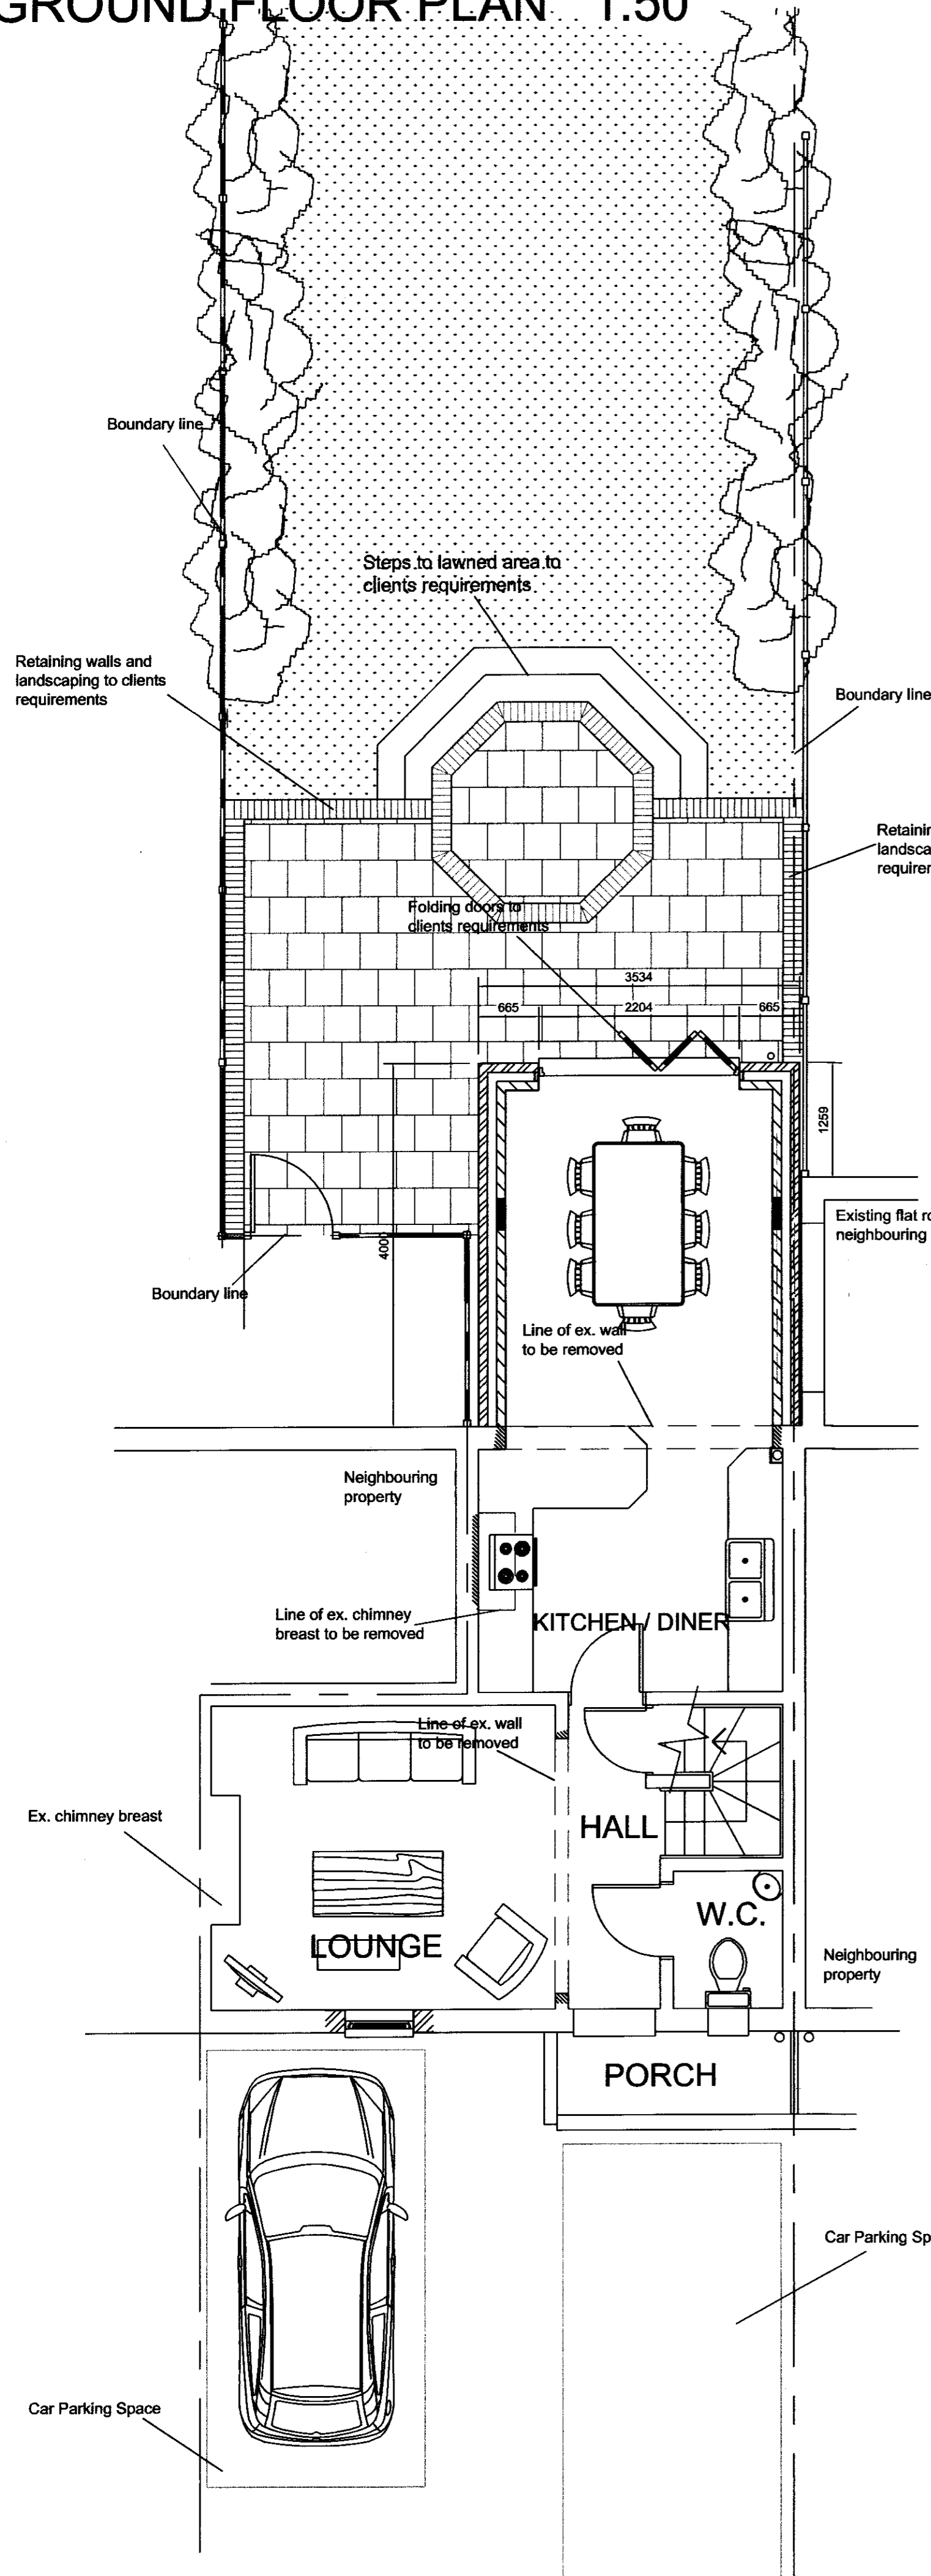 GROUND FLOOR PLAN 1:50
Boundary line
Steps to lawned area to
clients requirements
Retaining walls and
landscaping to clients
requirements
Boundary line
Folding doors to
clients requirements
3534
665
2204
665
1259
4000
Boundary line
Existing flat
neighbouring
Line of ex. wall
to be removed
Neighbouring
property
Line of ex. chimney
breast to be removed
KITCHEN / DINER
Line of ex. wall
to be removed
Ex. chimney breast
HALL
W.C.
LOUNGE
Neighbouring
property
PORCH
Car Parking
Car Parking Space